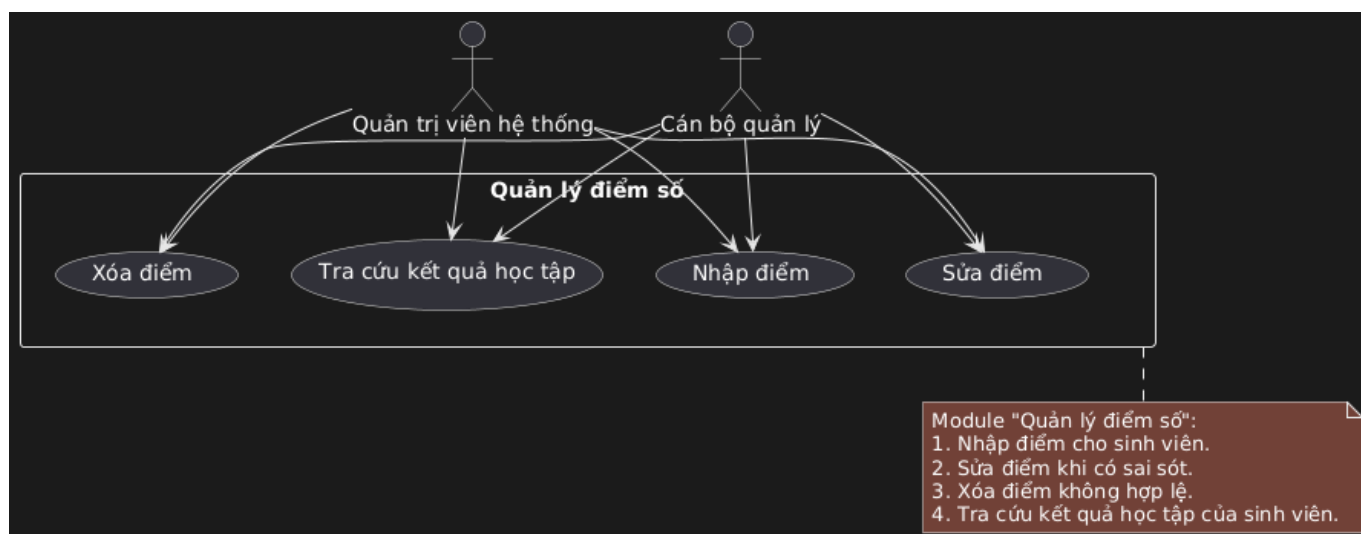 Quản trị viên hệ thống
Cán bộ quản lý
Quản lý điểm số
Xóa điểm
Tra cứu kết quả học tập
Nhập điểm
Sửa điểm
Module "Quản lý điểm số":
1. Nhập điểm cho sinh viên.
2. Sửa điểm khi có sai sót.
3. Xóa điểm không hợp lệ.
4. Tra cứu kết quả học tập của sinh viên.